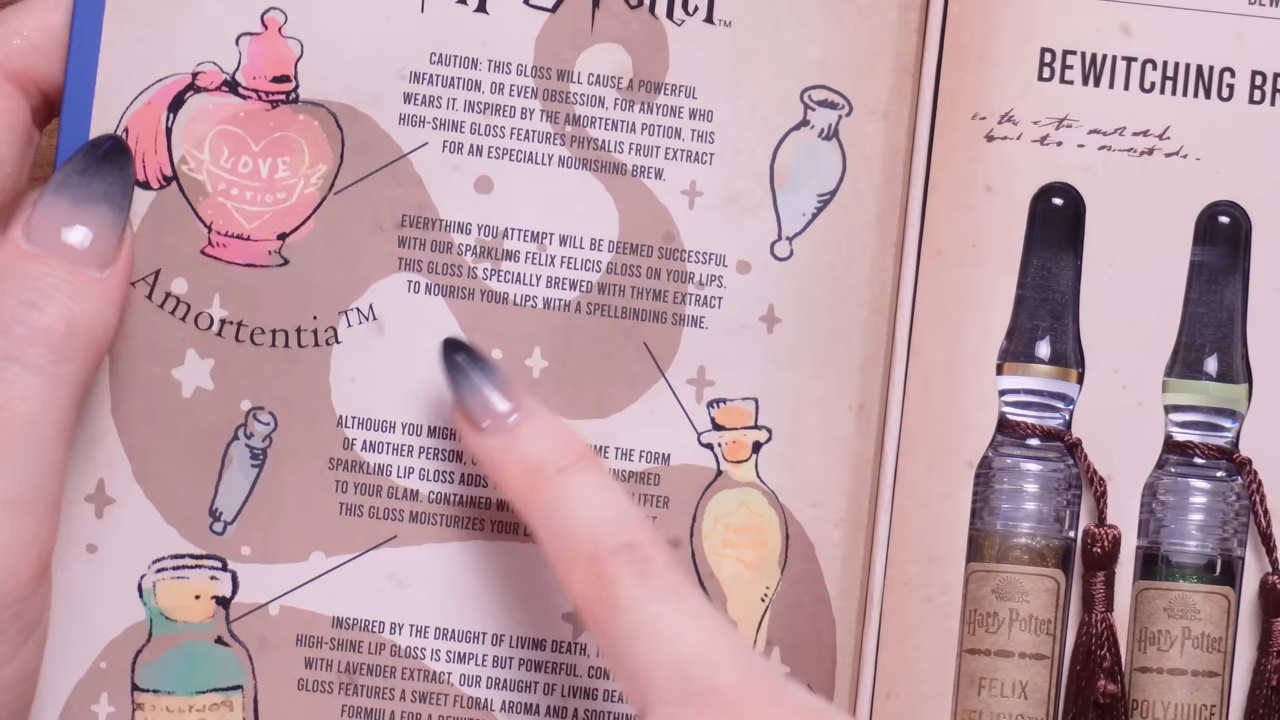 Harry Potter™
CAUTION: THIS GLOSS WILL CAUSE A POWERFUL
INFATUATION, OR EVEN OBSESSION, FOR ANYONE WHO
WEARS IT. INSPIRED BY THE AMORTENTIA POTION, THIS
HIGH-SHINE GLOSS FEATURES PHYSALIS FRUIT EXTRACT
FOR AN ESPECIALLY NOURISHING BREW.
LOVE
POTION
Amortentia™
EVERYTHING YOU ATTEMPT WILL BE DEEMED SUCCESSFUL
WITH OUR SPARKLING FELIX FELICIS GLOSS ON YOUR LIPS.
THIS GLOSS IS SPECIALLY BREWED WITH THYME EXTRACT
TO NOURISH YOUR LIPS WITH A SPELLBINDING SHINE.
ALTHOUGH YOU THE FORM
OF ANOTHER PERSON, INSPIRED
SPARKLING LIP GLOSS ADDS
TO YOUR GLAM. CONTAINED
THIS GLOSS MOISTURIZES YOUR
INSPIRED BY THE DRAUGHT OF LIVING DEATH,
HIGH-SHINE LIP GLOSS IS SIMPLE BUT POWERFUL.
WITH LAVENDER EXTRACT, OUR DRAUGHT OF LIVING
GLOSS FEATURES A SWEET FLORAL AROMA AND A
FORMULA FOR A
BEWITCHING
WIZARDING
WORLD
Harry Potter
FELIX
WIZARDING
WORLD
Harry Potter
POLYJUICE